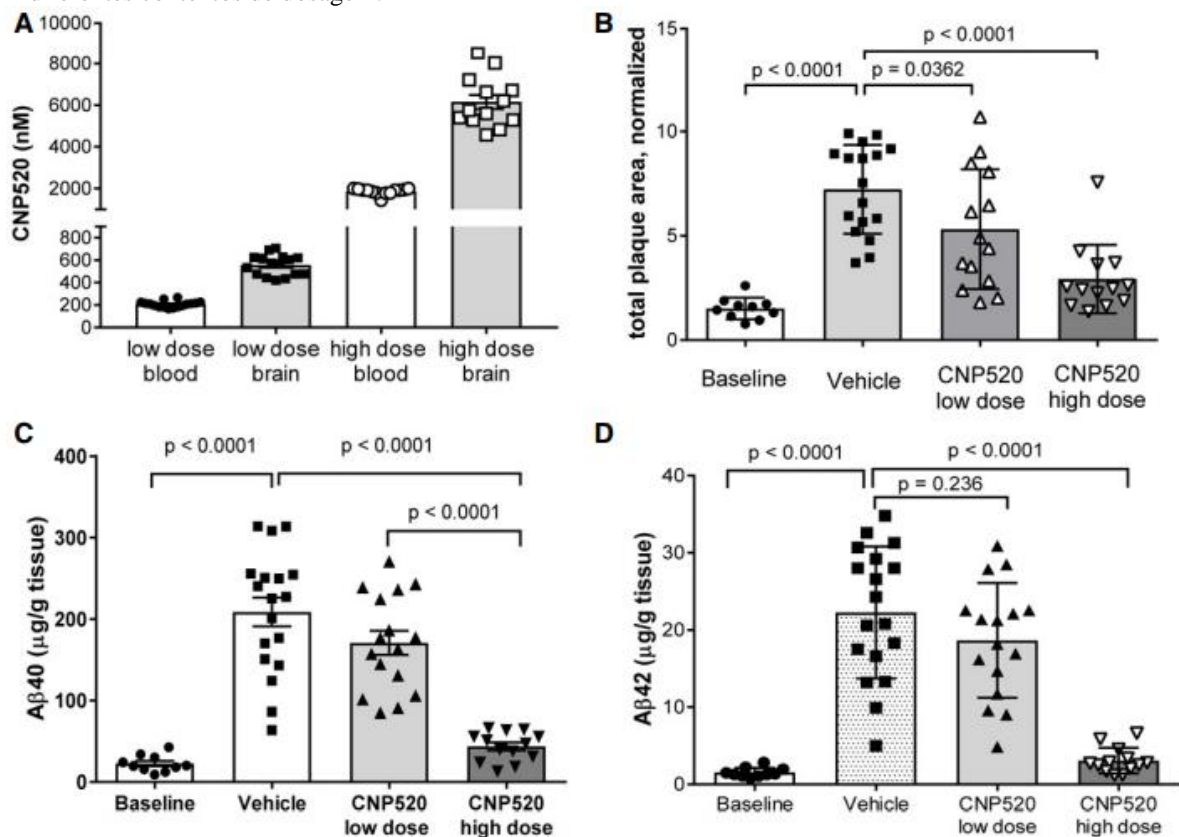 A
CNP520 (nM)
10000
8000
6000
4000
2000
800
600
400
200
0
low dose blood
low dose brain
high dose blood
high dose brain
B
total plaque area, normalized
15
10
5
0
p < 0.0001
p < 0.0001
p = 0.0362
Baseline
Vehicle
CNP520 low dose
CNP520 high dose
C
Aβ40 (μg/g tissue)
400
300
200
100
0
p < 0.0001
p < 0.0001
p < 0.0001
Baseline
Vehicle
CNP520 low dose
CNP520 high dose
D
Aβ42 (μg/g tissue)
40
30
20
10
0
p < 0.0001
p < 0.0001
p = 0.236
Baseline
Vehicle
CNP520 low dose
CNP520 high dose